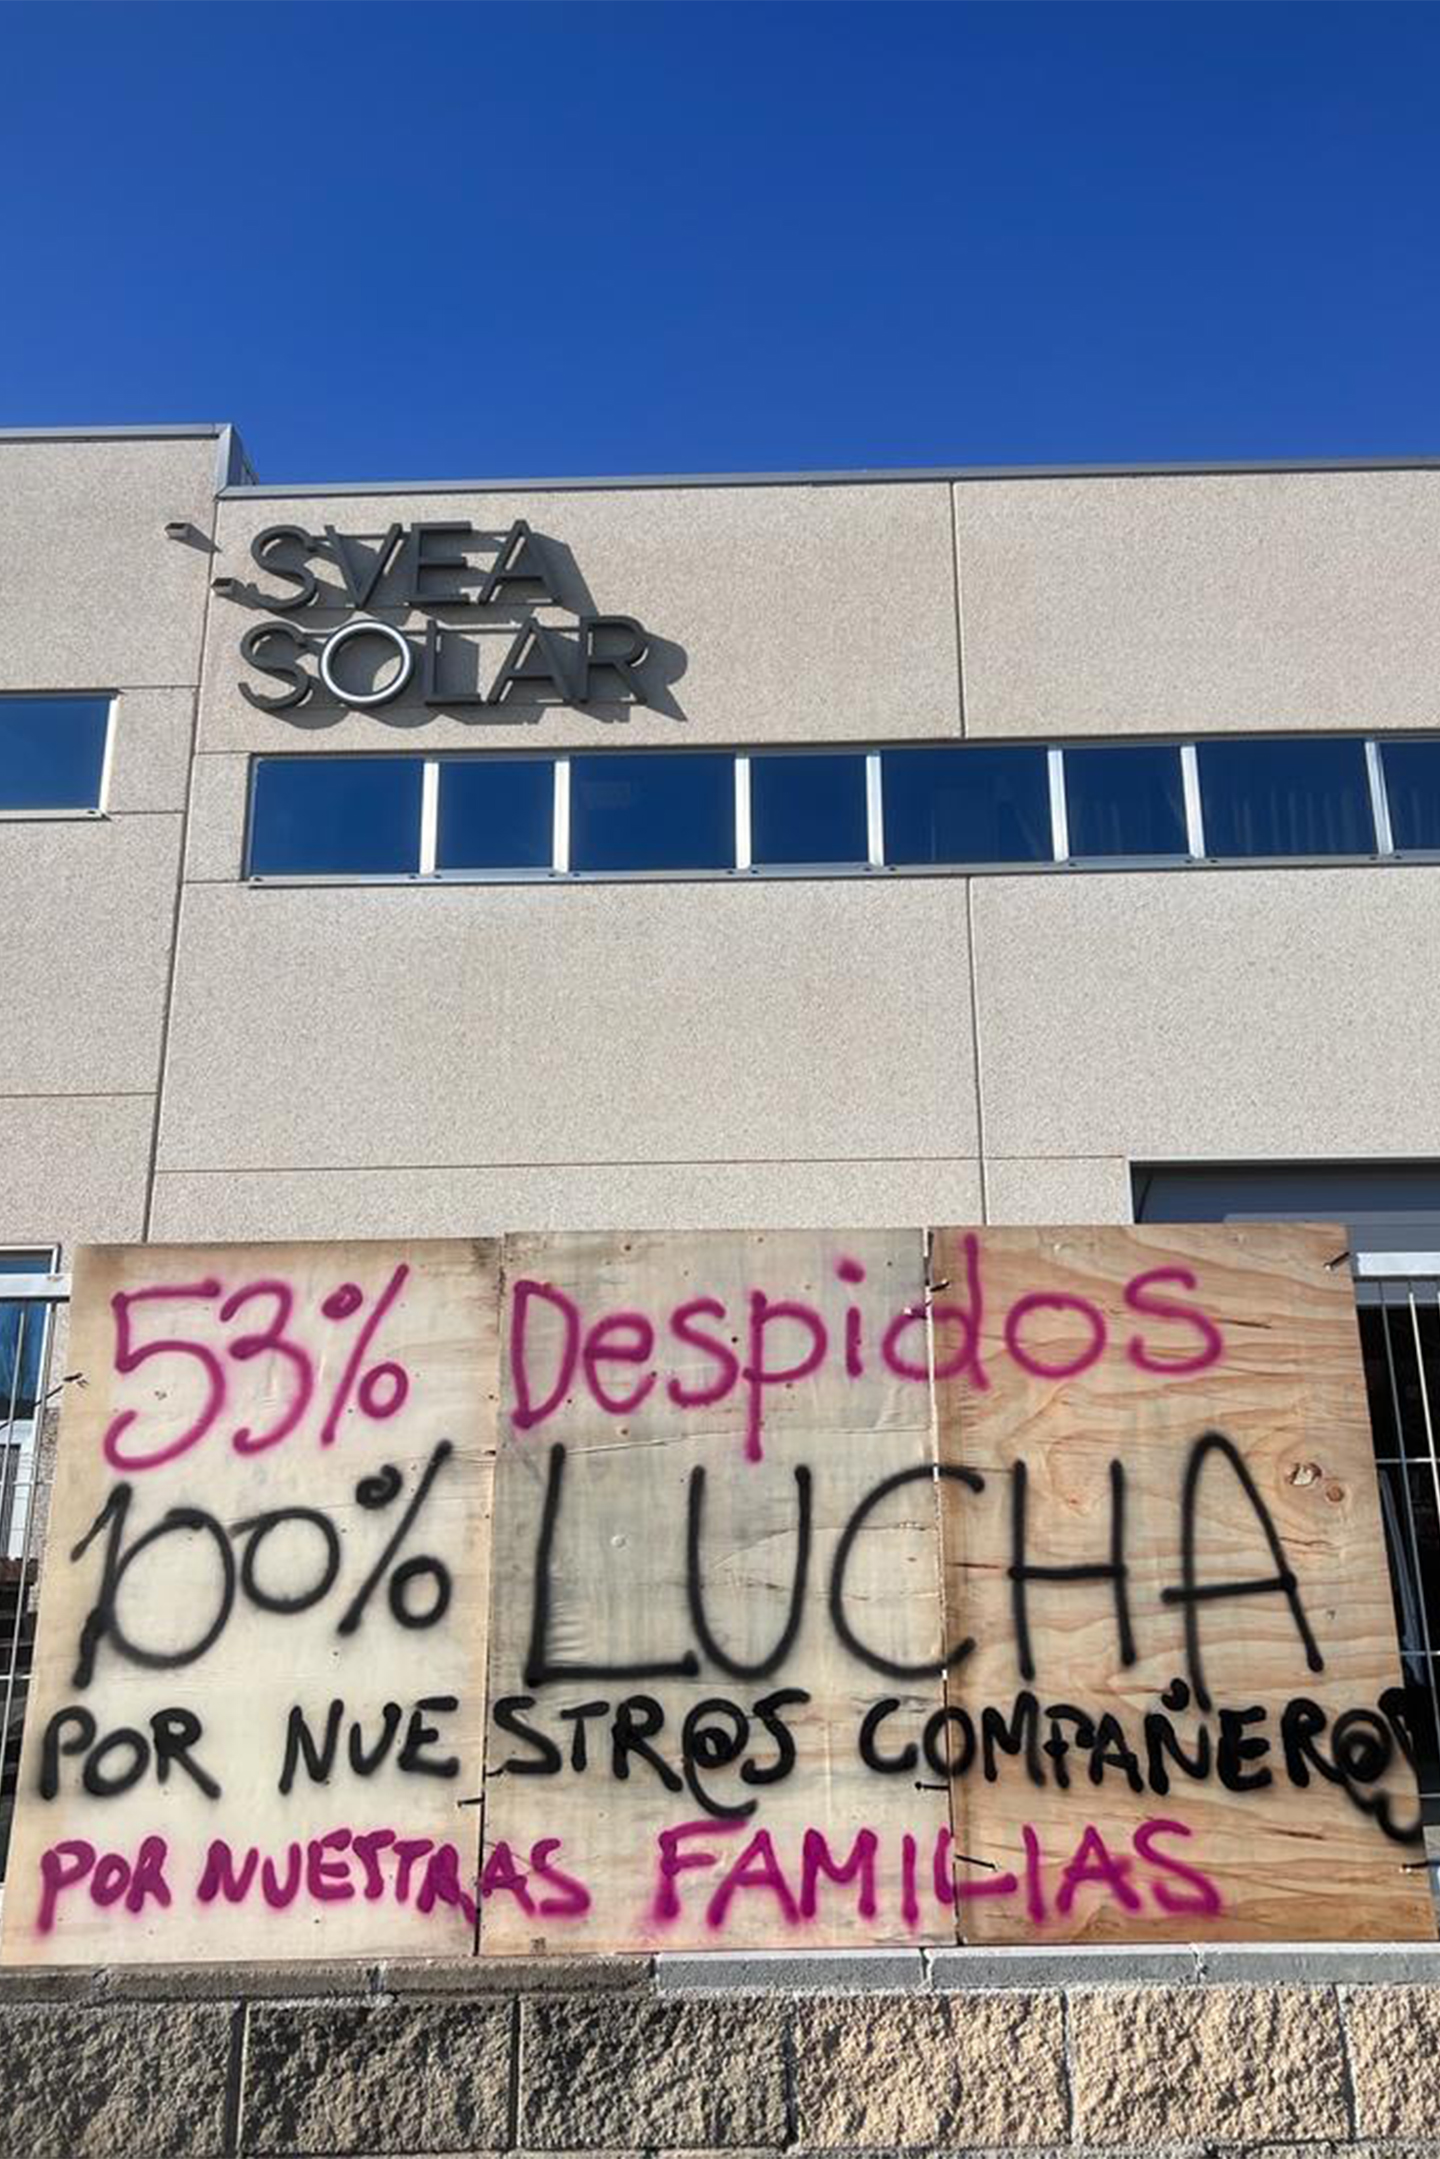 SVEA
SOLAR
53% Despidos
100% LUCHA
POR NUESTR@S COMPAÑER@S
POR NUESTRAS FAMILIAS